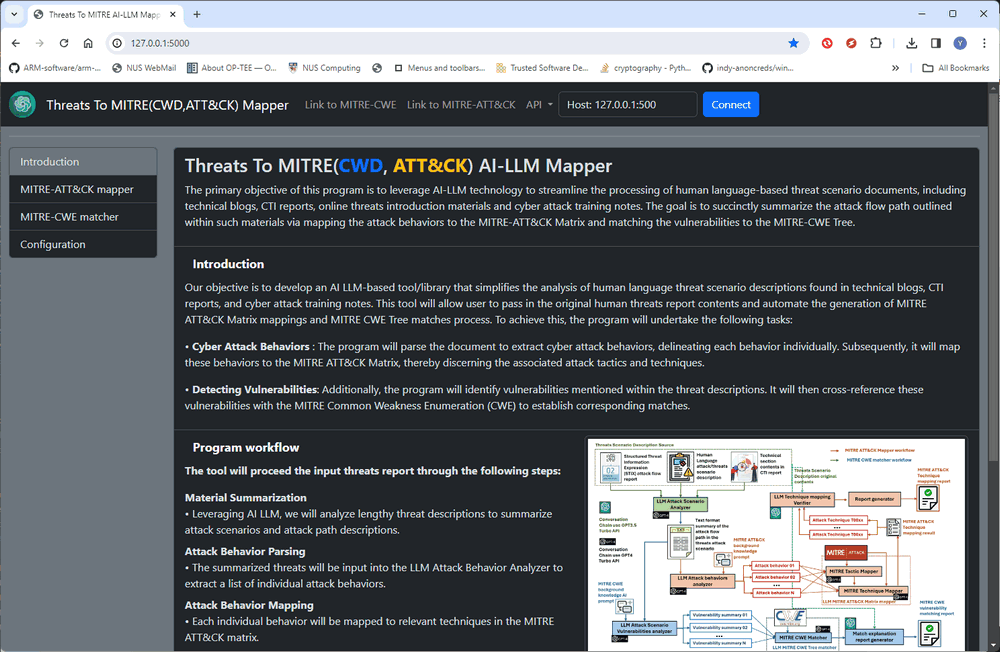 Threats To MITRE AI-LLM Mapp
127.0.0.1:5000
ARM-software/arm-...
NUS WebMail
About OP-TEE — O...
NUS Computing
Menus and toolbars...
Trusted Software De...
cryptography - Pyth...
indy-anoncreds/win...
»
All Bookmarks
Threats To MITRE(CWD,ATT&CK) Mapper
Link to MITRE-CWE
Link to MITRE-ATT&CK
API
Host: 127.0.0.1:500
Connect
Introduction
MITRE-ATT&CK mapper
MITRE-CWE matcher
Configuration
Threats To MITRE(CWD, ATT&CK) AI-LLM Mapper
The primary objective of this program is to leverage AI-LLM technology to streamline the processing of human language-based threat scenario documents, including
technical blogs, CTI reports, online threats introduction materials and cyber attack training notes. The goal is to succinctly summarize the attack flow path outlined
within such materials via mapping the attack behaviors to the MITRE-ATT&CK Matrix and matching the vulnerabilities to the MITRE-CWE Tree.
Introduction
Our objective is to develop an AI LLM-based tool/library that simplifies the analysis of human language threat scenario descriptions found in technical blogs, CTI
reports, and cyber attack training notes. This tool will allow user to pass in the original human threats report contents and automate the generation of MITRE
ATT&CK Matrix mappings and MITRE CWE Tree matches process. To achieve this, the program will undertake the following tasks:
• Cyber Attack Behaviors : The program will parse the document to extract cyber attack behaviors, delineating each behavior individually. Subsequently, it will map
these behaviors to the MITRE ATT&CK Matrix, thereby discerning the associated attack tactics and techniques.
• Detecting Vulnerabilities: Additionally, the program will identify vulnerabilities mentioned within the threat descriptions. It will then cross-reference these
vulnerabilities with the MITRE Common Weakness Enumeration (CWE) to establish corresponding matches.
Program workflow
The tool will proceed the input threats report through the following steps:
Material Summarization
• Leveraging AI LLM, we will analyze lengthy threat descriptions to summarize
attack scenarios and attack path descriptions.
Attack Behavior Parsing
• The summarized threats will be input into the LLM Attack Behavior Analyzer to
extract a list of individual attack behaviors.
Attack Behavior Mapping
• Each individual behavior will be mapped to relevant techniques in the MITRE
ATT&CK matrix.
Threats Scenario Description Source
Structured Threat
Information
Expression
(STIX) attack flow
report
Human
Language
attack/threats
scenario
description
Technical
section
contents in
CTI report
MITRE ATT&CK Mapper workflow
MITRE CWE matcher workflow
Threats Scenario
Description original
contents
MITRE ATT&CK
Technique
mapping report
LLM Attack Scenario
Analyzer
LLM Technique mapping
Verifier
Report generator
Conversation
Chain use GPT3.5
Turbo API
Conversation
Chain use GPT4
Turbo API
Text format
summary of the
attack flow
path in the
threats attack
scenario
Attack Technique T0Xxx
...
Attack Technique T0Xxx
MITRE ATT&CK
Technique
mapping result
MITRE ATT&CK
background
knowledge
prompt
Attack behavior 01
Attack behavior 02
...
Attack behavior N
LLM Attack behaviors
analyzer
MITRE ATT&CK
MITRE Tactic Mapper
MITRE Technique Mapper
LLM MITRE ATT&CK Matrix mapper
MITRE CWE
background
knowledge AI
prompt
LLM Attack Scenario
Vulnerabilities analyzer
Vulnerability summary 01
Vulnerability summary 02
...
Vulnerability summary N
CWE
MITRE CWE Matcher
LLM MITRE CWE Tree matcher
Match explanation
report generator
MITRE CWE
vulnerability
matching report